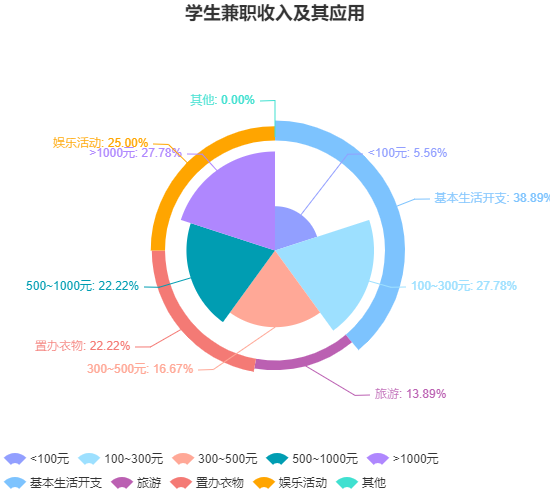 学生兼职收入及其应用
其他: 0.00%
娱乐活动: 25.00%
>1000元: 27.78%
<100元: 5.56%
基本生活开支: 38.89%
500~1000元: 22.22%
100~300元: 27.78%
置办衣物: 22.22%
300~500元: 16.67%
旅游: 13.89%
<100元 100~300元 300~500元 500~1000元 >1000元
基本生活开支 旅游 置办衣物 娱乐活动 其他